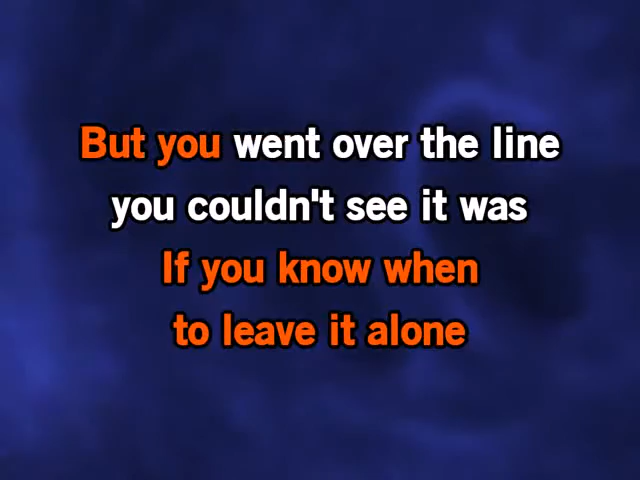 But you went over the line
you couldn't see it was
If you know when
to leave it alone